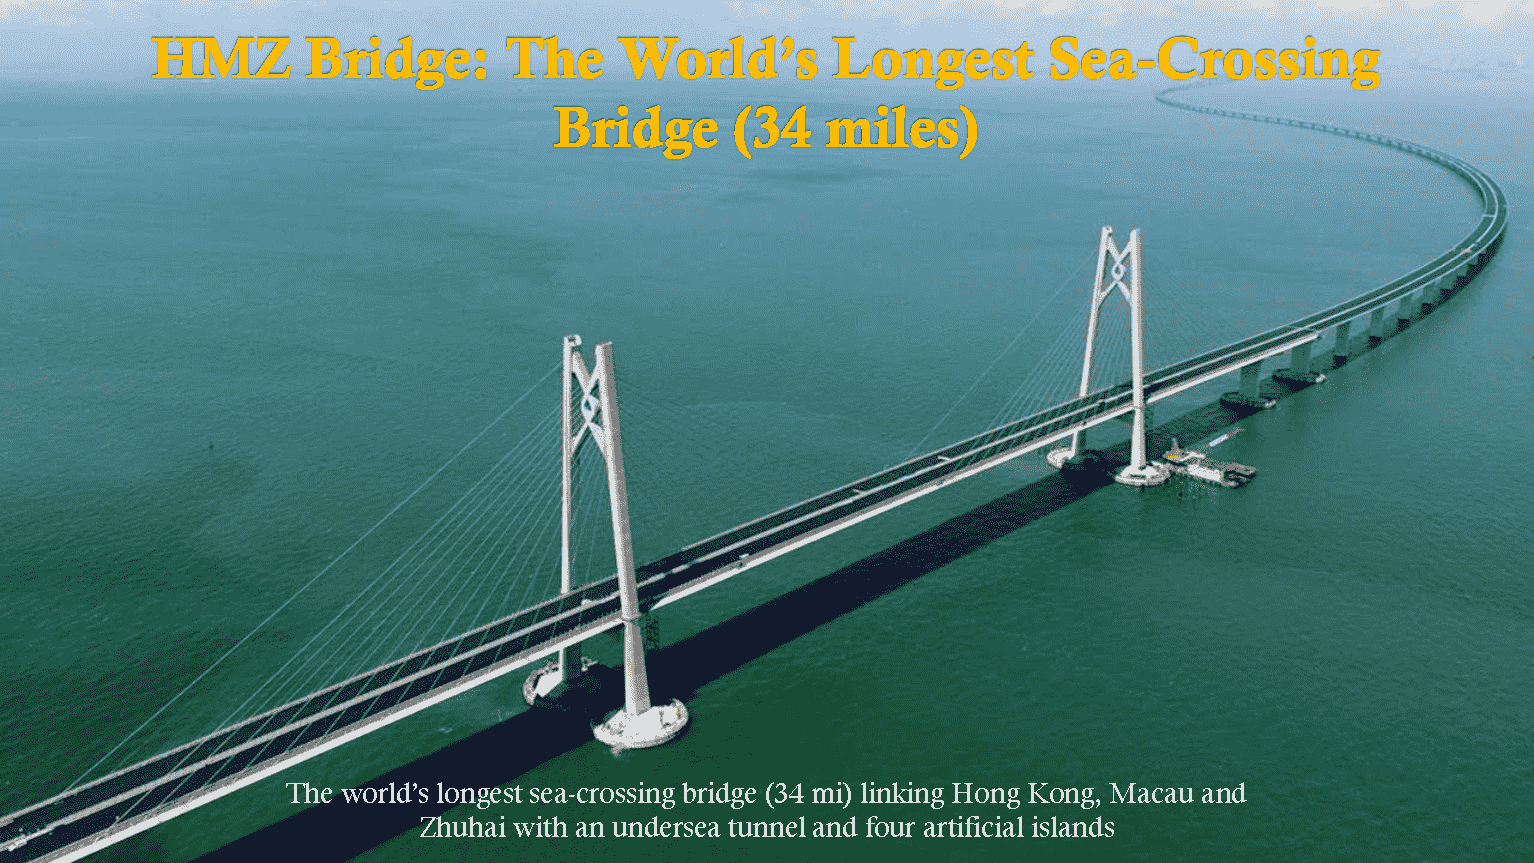 HMZ Bridge: The World’s Longest Sea-Crossing
Bridge (34 miles)
The world’s longest sea-crossing bridge (34 mi) linking Hong Kong, Macau and
Zhuhai with an undersea tunnel and four artificial islands